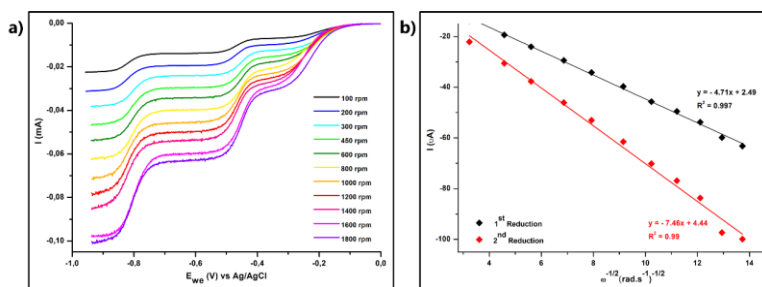 a)
0,00
-0,02
-0,04
-0,06
-0,08
-0,10
I (mA)
100 rpm
200 rpm
300 rpm
450 rpm
600 rpm
800 rpm
1000 rpm
1200 rpm
1400 rpm
1600 rpm
1800 rpm
-1,0
-0,8
-0,6
-0,4
-0,2
0,0
E_we (V) vs Ag/AgCl
b)
-20
-40
-60
-80
-100
I (uA)
y = - 4.71x + 2.49
R² = 0.997
y = - 7.46x + 4.44
R² = 0.99
1st Reduction
2nd Reduction
4
6
8
10
12
14
ω^-1/2 (rad.s^-1)^-1/2